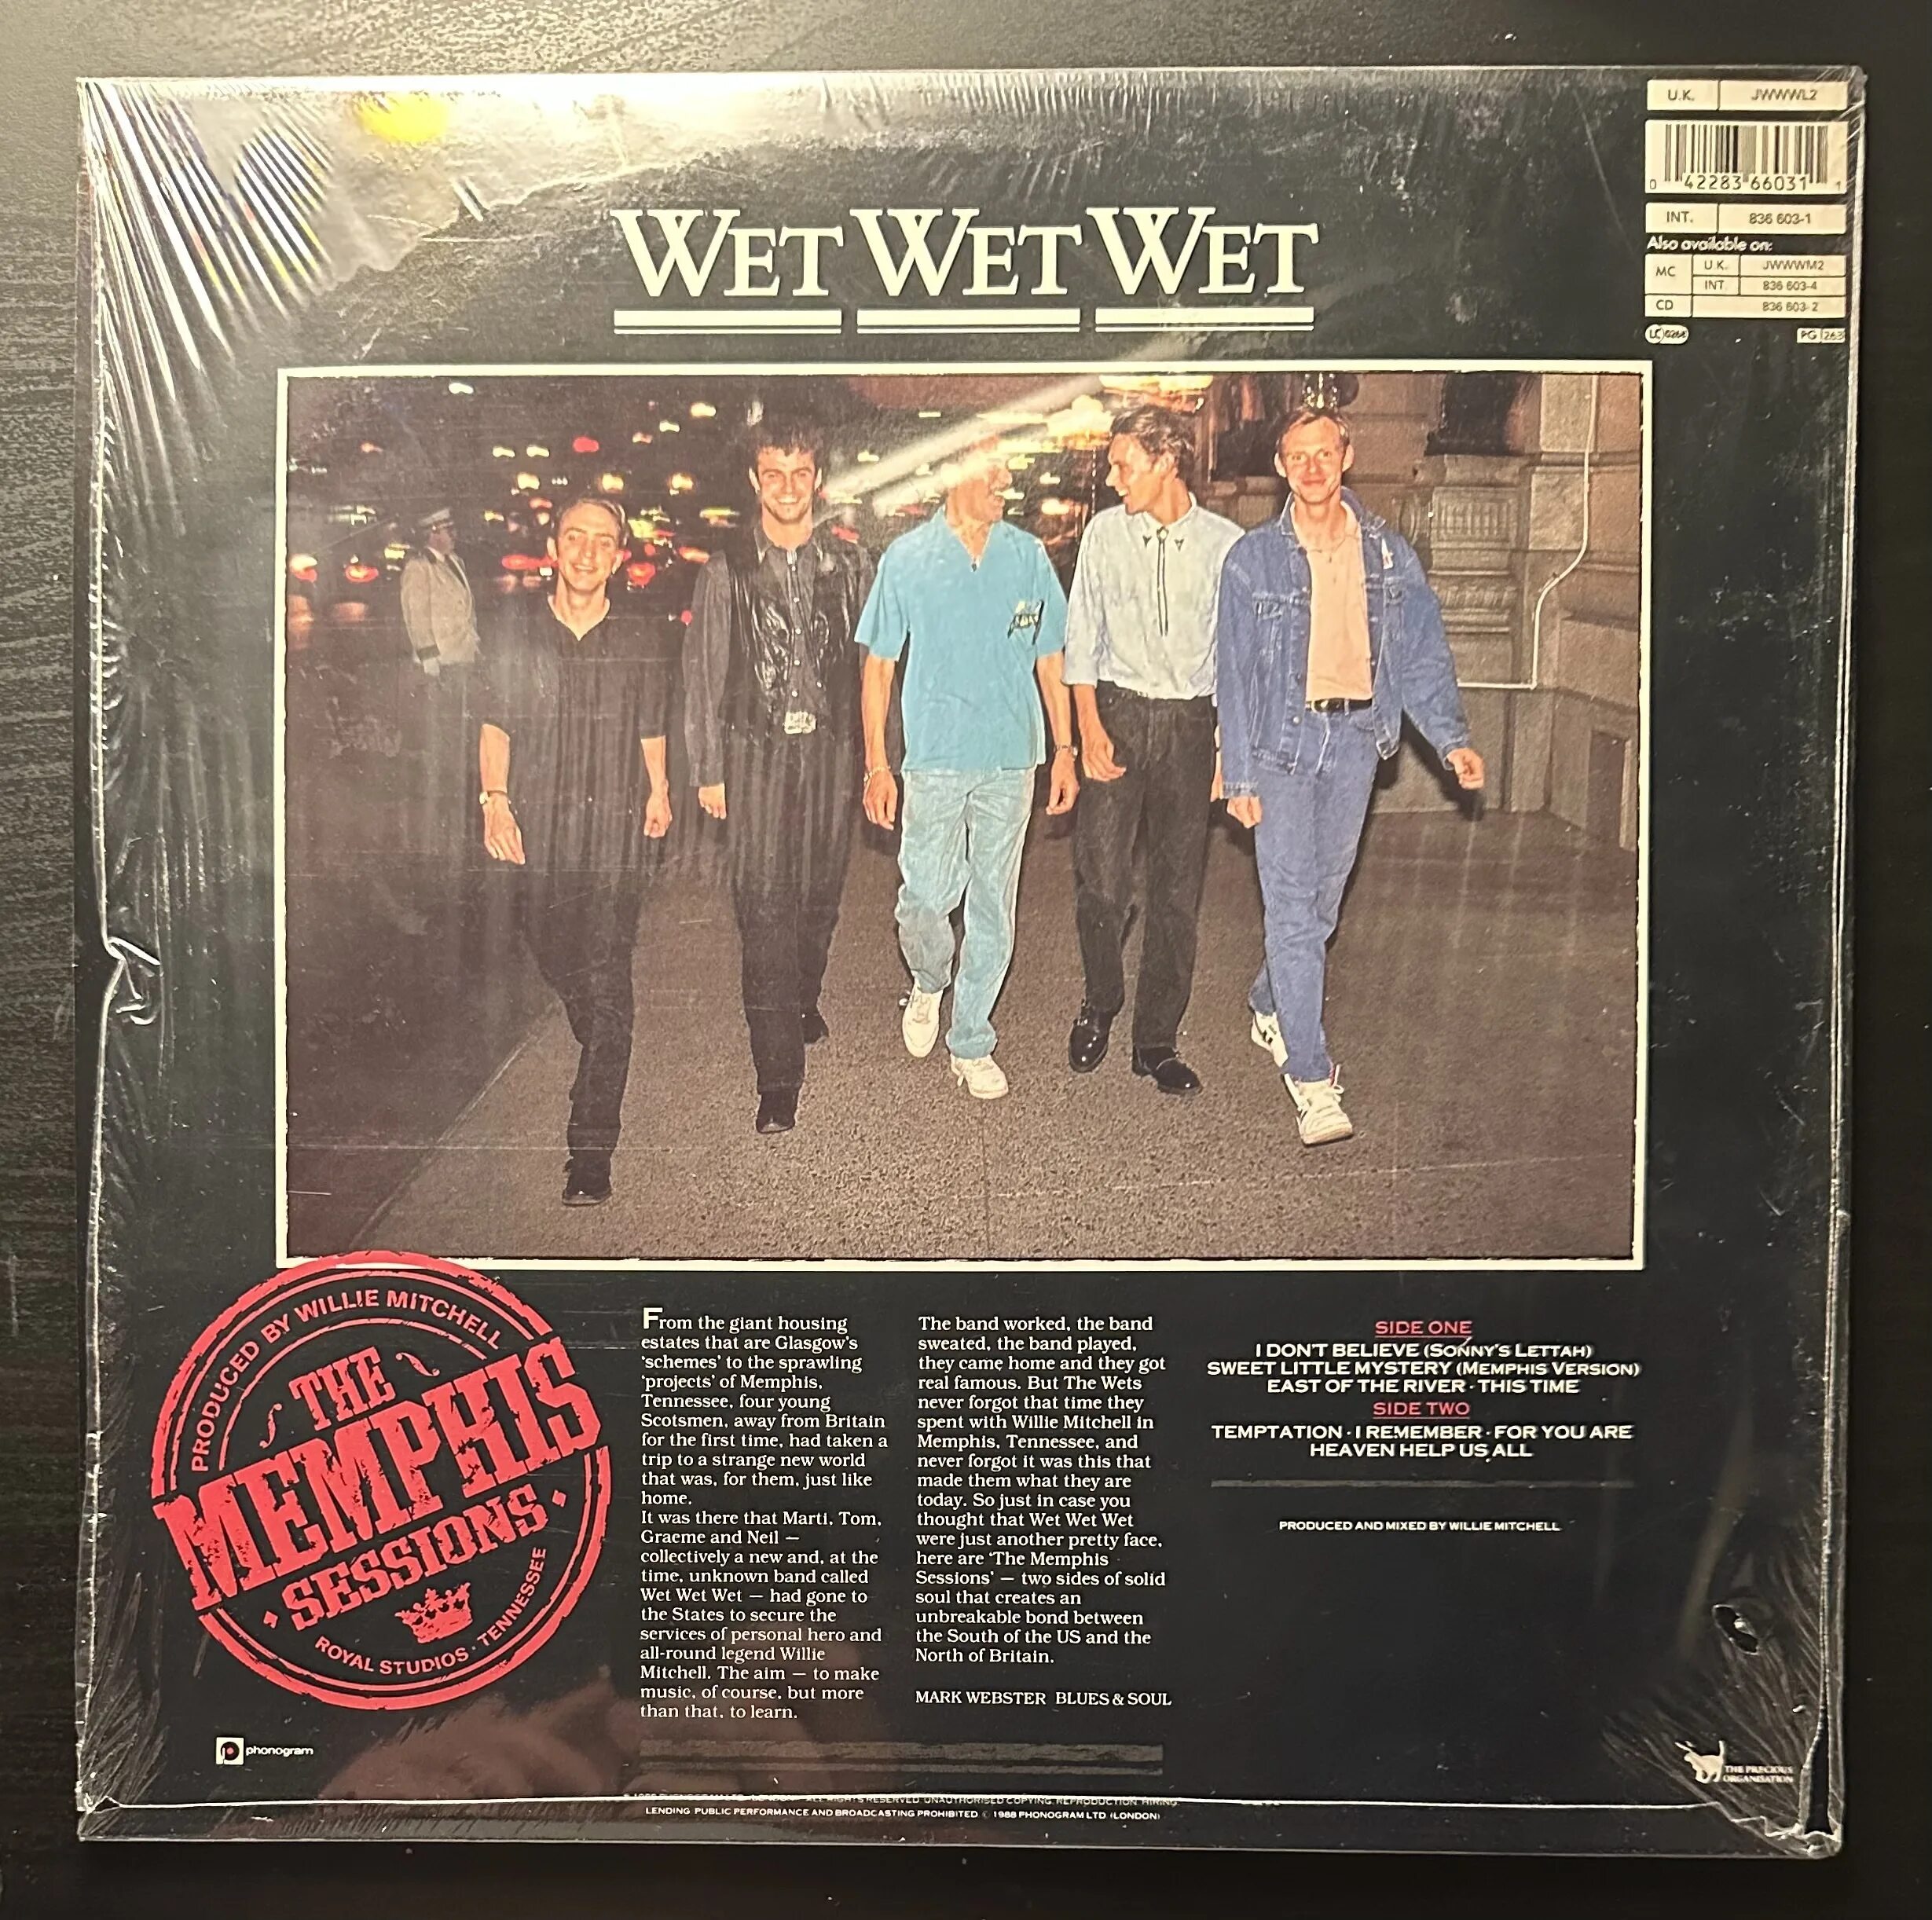 U.K. JWWWL2
0 42283 66031 1
INT. 836 603-1
Also available on:
MC U.K. JWWWM2
INT. 836 603-4
CD 836 603-2
LC 0268
PG 263
WET WET WET
PRODUCED BY WILLIE MITCHELL
THE
MEMPHIS
SESSIONS
ROYAL STUDIOS · TENNESSEE
From the giant housing
estates that are Glasgow's
'schemes' to the sprawling
'projects' of Memphis,
Tennessee, four young
Scotsmen, away from Britain
for the first time, had taken a
trip to a strange new world
that was, for them, just like
home.
It was there that Marti, Tom,
Graeme and Neil —
collectively a new and, at the
time, unknown band called
Wet Wet Wet — had gone to
the States to secure the
services of personal hero and
all-round legend Willie
Mitchell. The aim — to make
music, of course, but more
than that, to learn.
The band worked, the band
sweated, the band played,
they came home and they got
real famous. But The Wets
never forgot that time they
spent with Willie Mitchell in
Memphis, Tennessee, and
never forgot it was this that
made them what they are
today. So just in case you
thought that Wet Wet Wet
were just another pretty face,
here are 'The Memphis
Sessions' — two sides of solid
soul that creates an
unbreakable bond between
the South of the US and the
North of Britain.
MARK WEBSTER BLUES & SOUL
SIDE ONE
I DON'T BELIEVE (SONNY'S LETTAH)
SWEET LITTLE MYSTERY (MEMPHIS VERSION)
EAST OF THE RIVER · THIS TIME
SIDE TWO
TEMPTATION · I REMEMBER · FOR YOU ARE
HEAVEN HELP US ALL
PRODUCED AND MIXED BY WILLIE MITCHELL
phonogram
THE PRECIOUS
ORGANISATION
ALL RIGHTS RESERVED. UNAUTHORISED COPYING, REPRODUCTION, HIRING,
LENDING PUBLIC PERFORMANCE AND BROADCASTING PROHIBITED © 1988 PHONOGRAM LTD (LONDON)